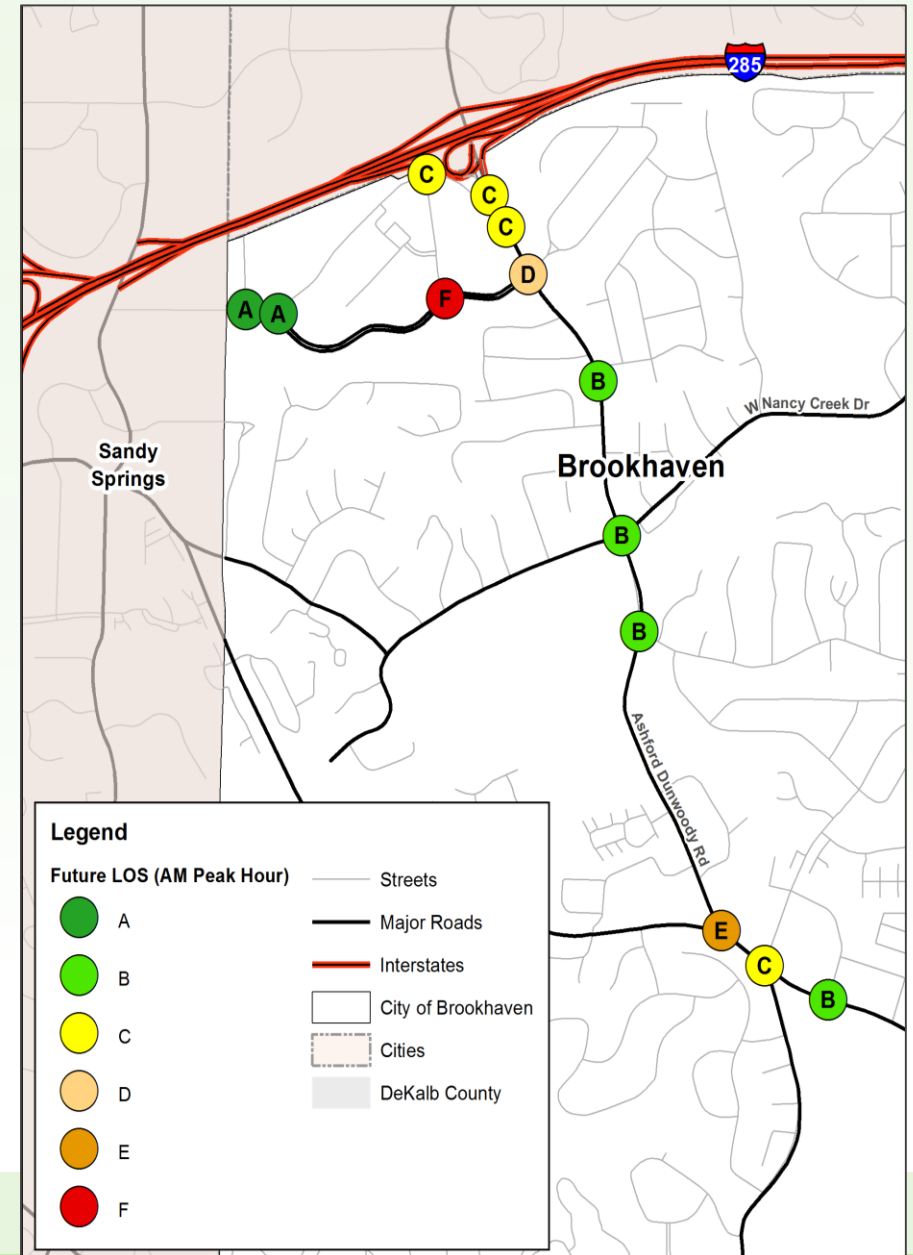 285
C
C
C
D
F
A
A
B
W Nancy Creek Dr
Sandy
Springs
Brookhaven
B
B
Ashford Dunwoody Rd
E
C
B
Legend
Future LOS (AM Peak Hour)
A
B
C
D
E
F
Streets
Major Roads
Interstates
City of Brookhaven
Cities
DeKalb County